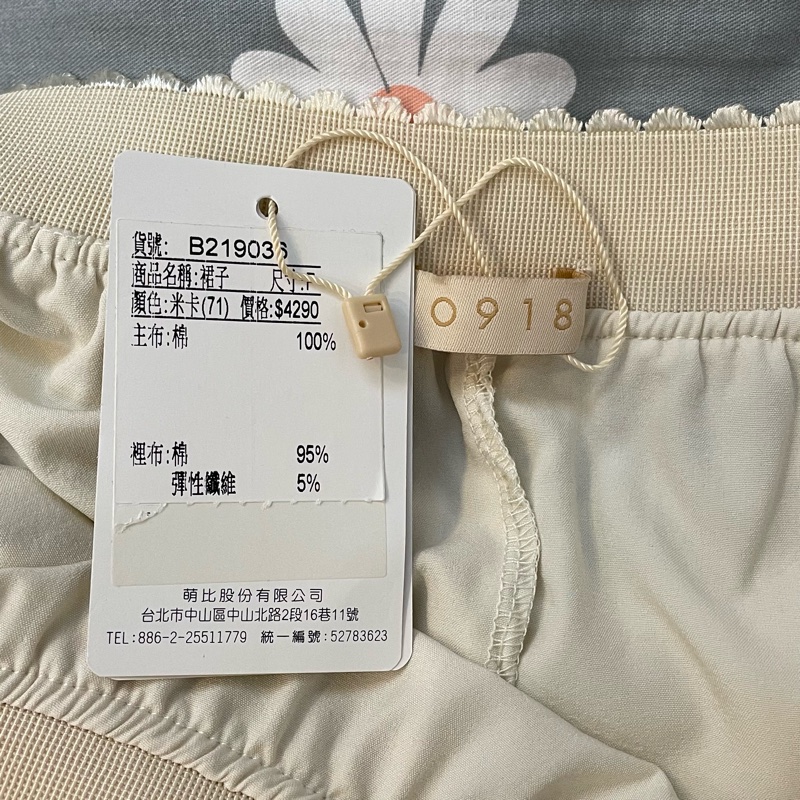 貨號: B219036
商品名稱:裙子 尺寸:F
顏色:米卡(71) 價格:$4290
主布:棉 100%
裡布:棉 95%
彈性纖維 5%
萌比股份有限公司
台北市中山區中山北路2段16巷11號
TEL:886-2-25511779 統一編號:52783623
0918